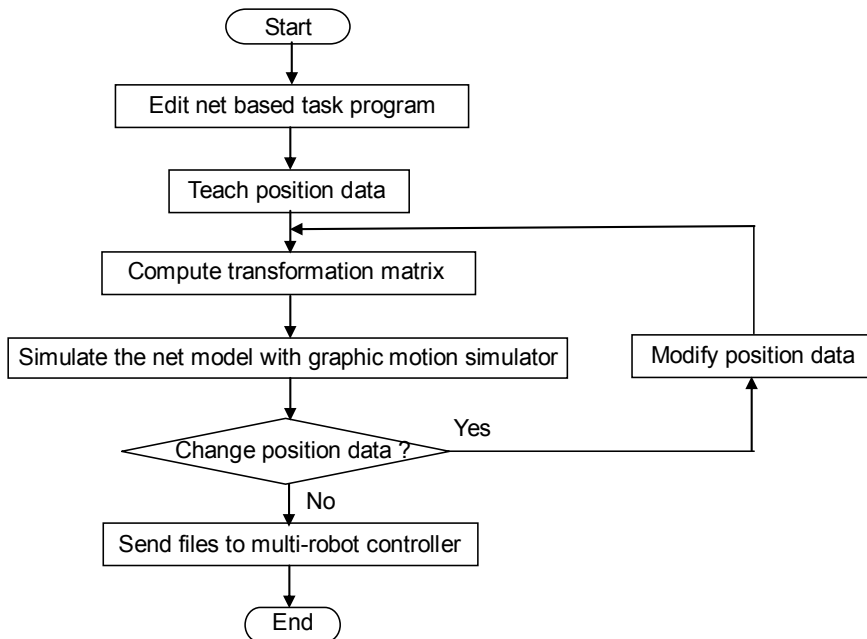 Start
Edit net based task program
Teach position data
Compute transformation matrix
Simulate the net model with graphic motion simulator
Modify position data
Change position data ?
Yes
No
Send files to multi-robot controller
End